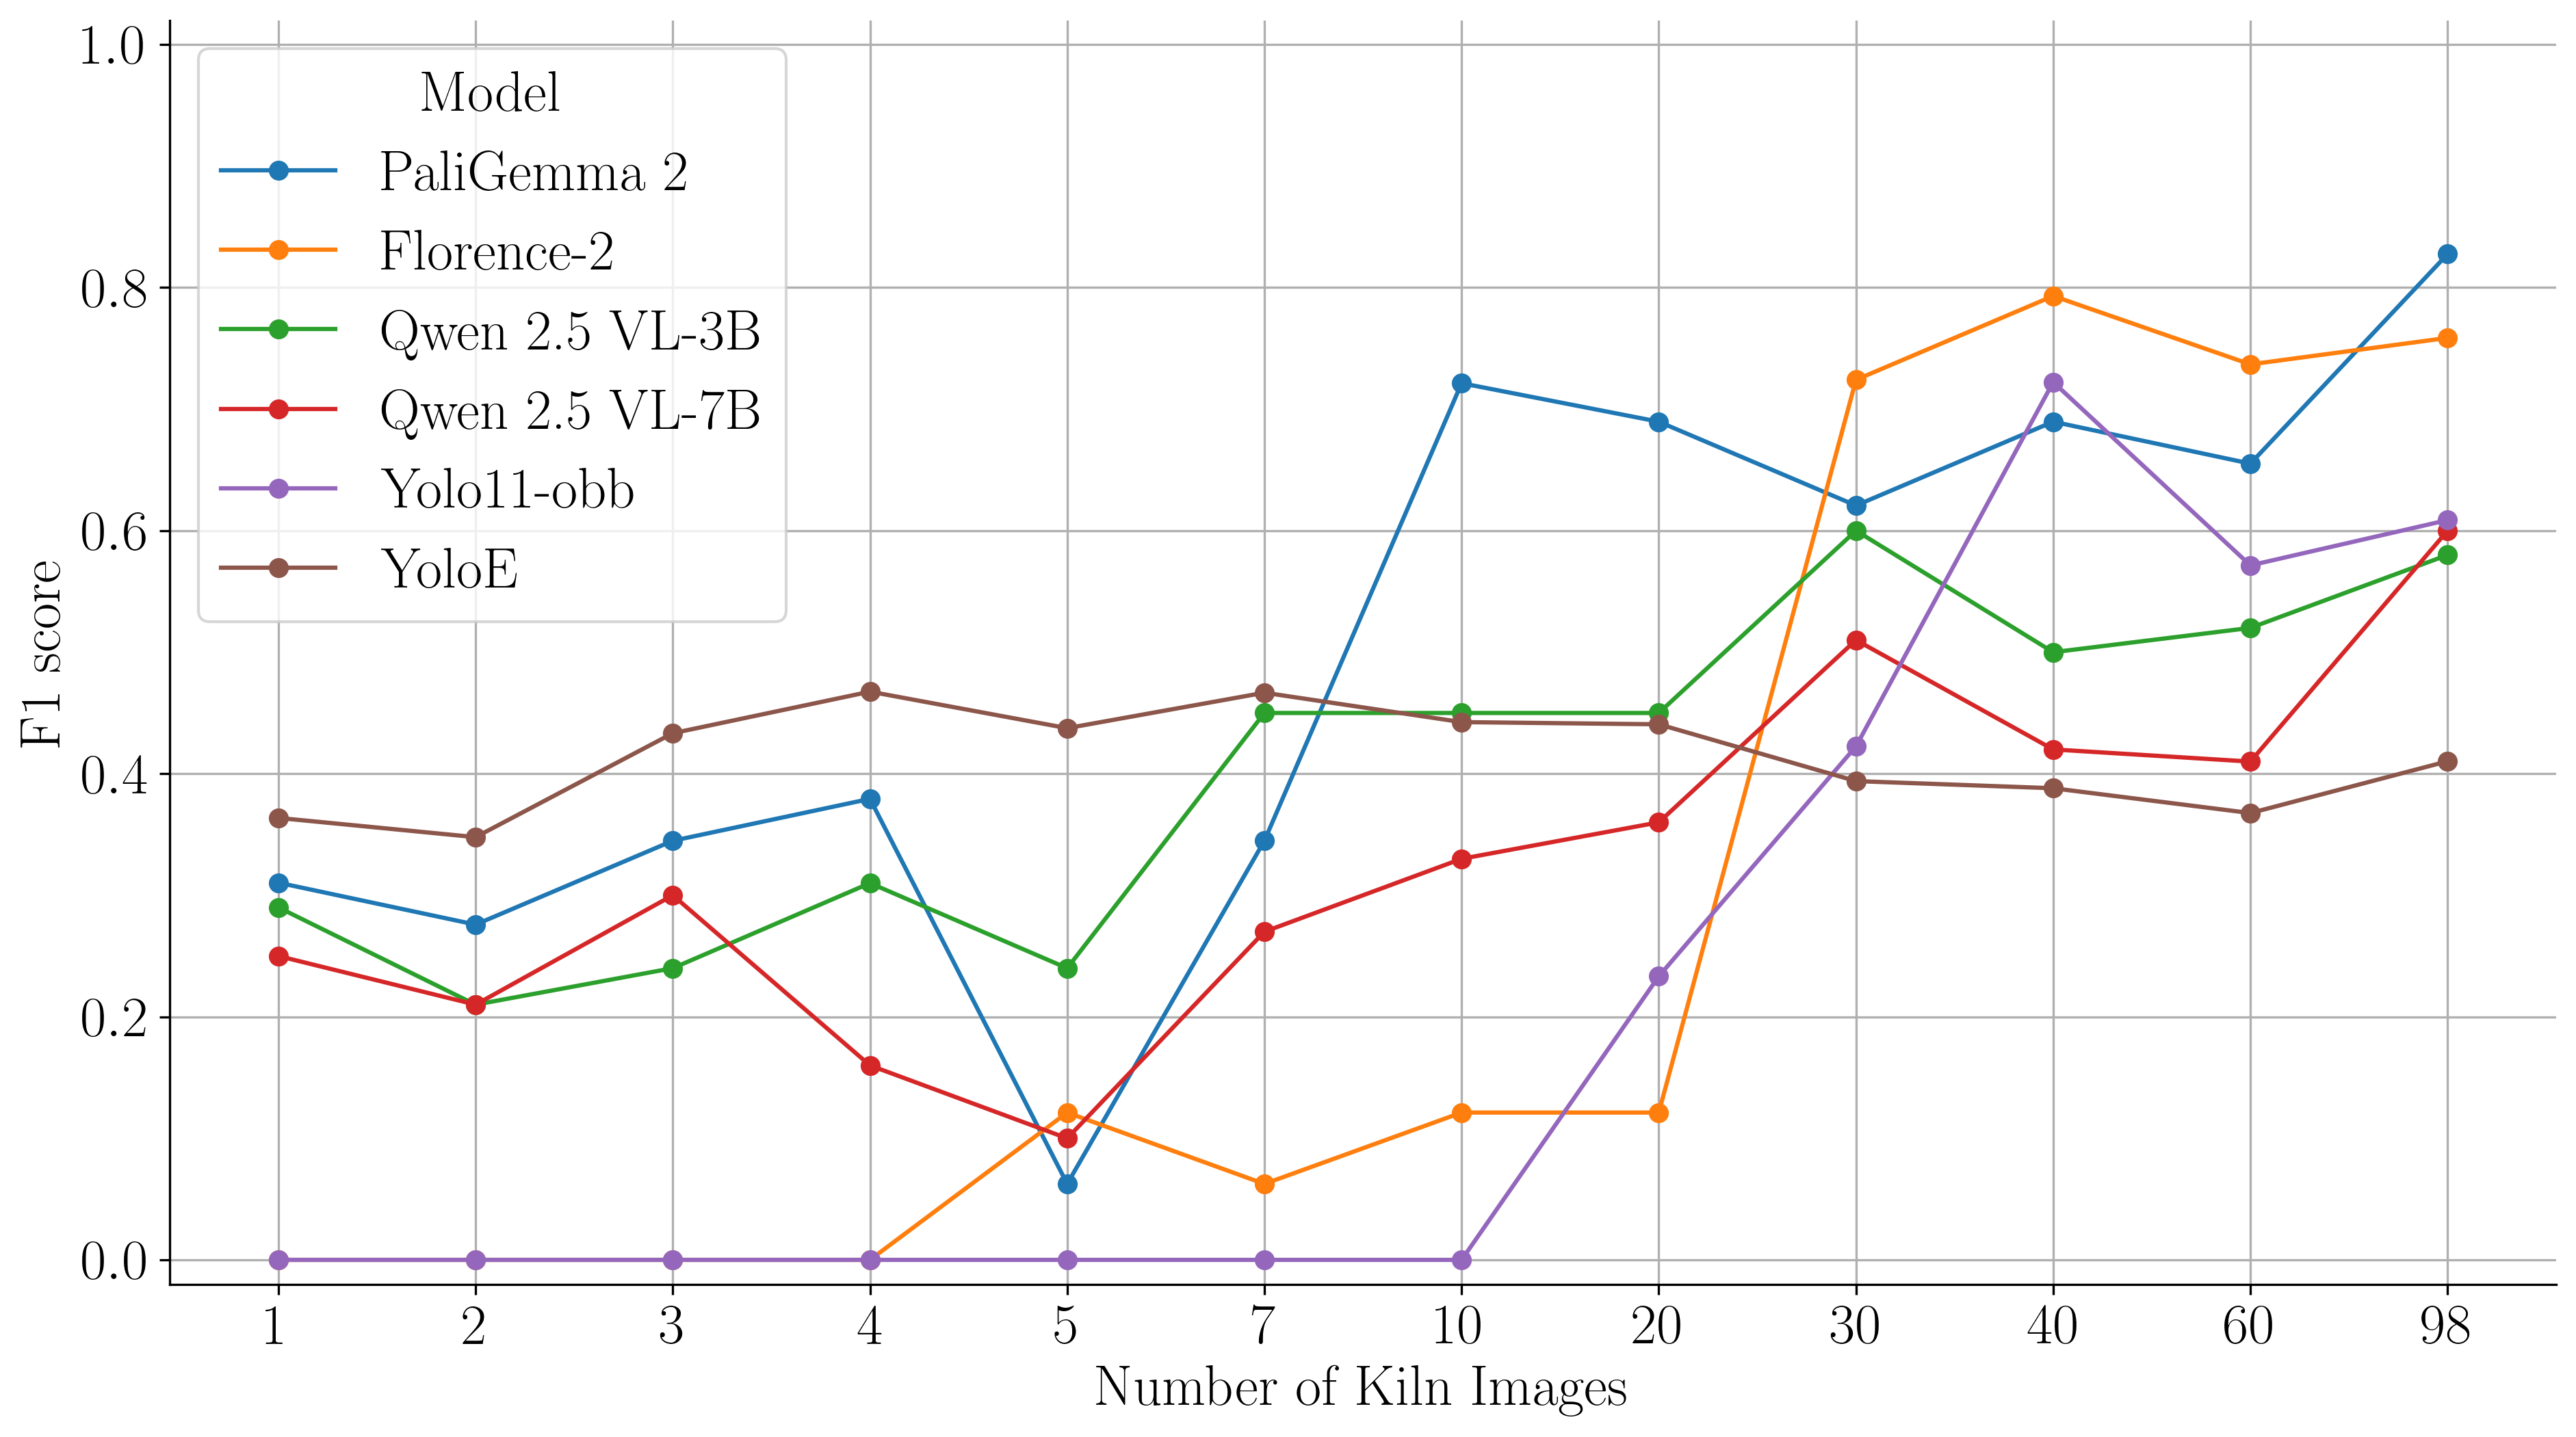 Model
PaliGemma 2
Florence-2
Qwen 2.5 VL-3B
Qwen 2.5 VL-7B
Yolo11-obb
YoloE
F1 score
1.0
0.8
0.6
0.4
0.2
0.0
1 2 3 4 5 7 10 20 30 40 60 98
Number of Kiln Images